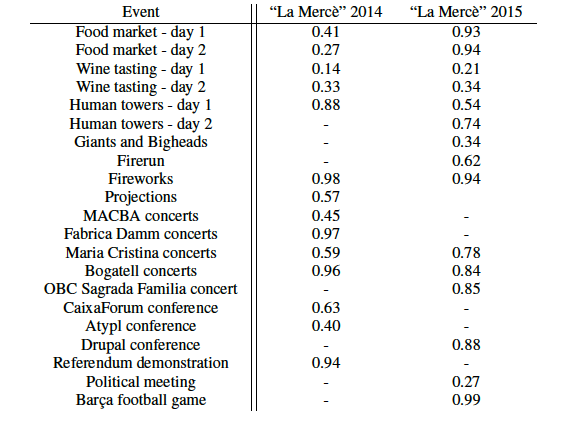 Event “La Mercè” 2014 “La Mercè” 2015
Food market - day 1 0.41 0.93
Food market - day 2 0.27 0.94
Wine tasting - day 1 0.14 0.21
Wine tasting - day 2 0.33 0.34
Human towers - day 1 0.88 0.54
Human towers - day 2 - 0.74
Giants and Bigheads - 0.34
Firerun - 0.62
Fireworks 0.98 0.94
Projections 0.57
MACBA concerts 0.45 -
Fabrica Damm concerts 0.97 -
Maria Cristina concerts 0.59 0.78
Bogatell concerts 0.96 0.84
OBC Sagrada Familia concert - 0.85
CaixaForum conference 0.63 -
Atypl conference 0.40 -
Drupal conference - 0.88
Referendum demonstration 0.94 -
Political meeting - 0.27
Barça football game - 0.99